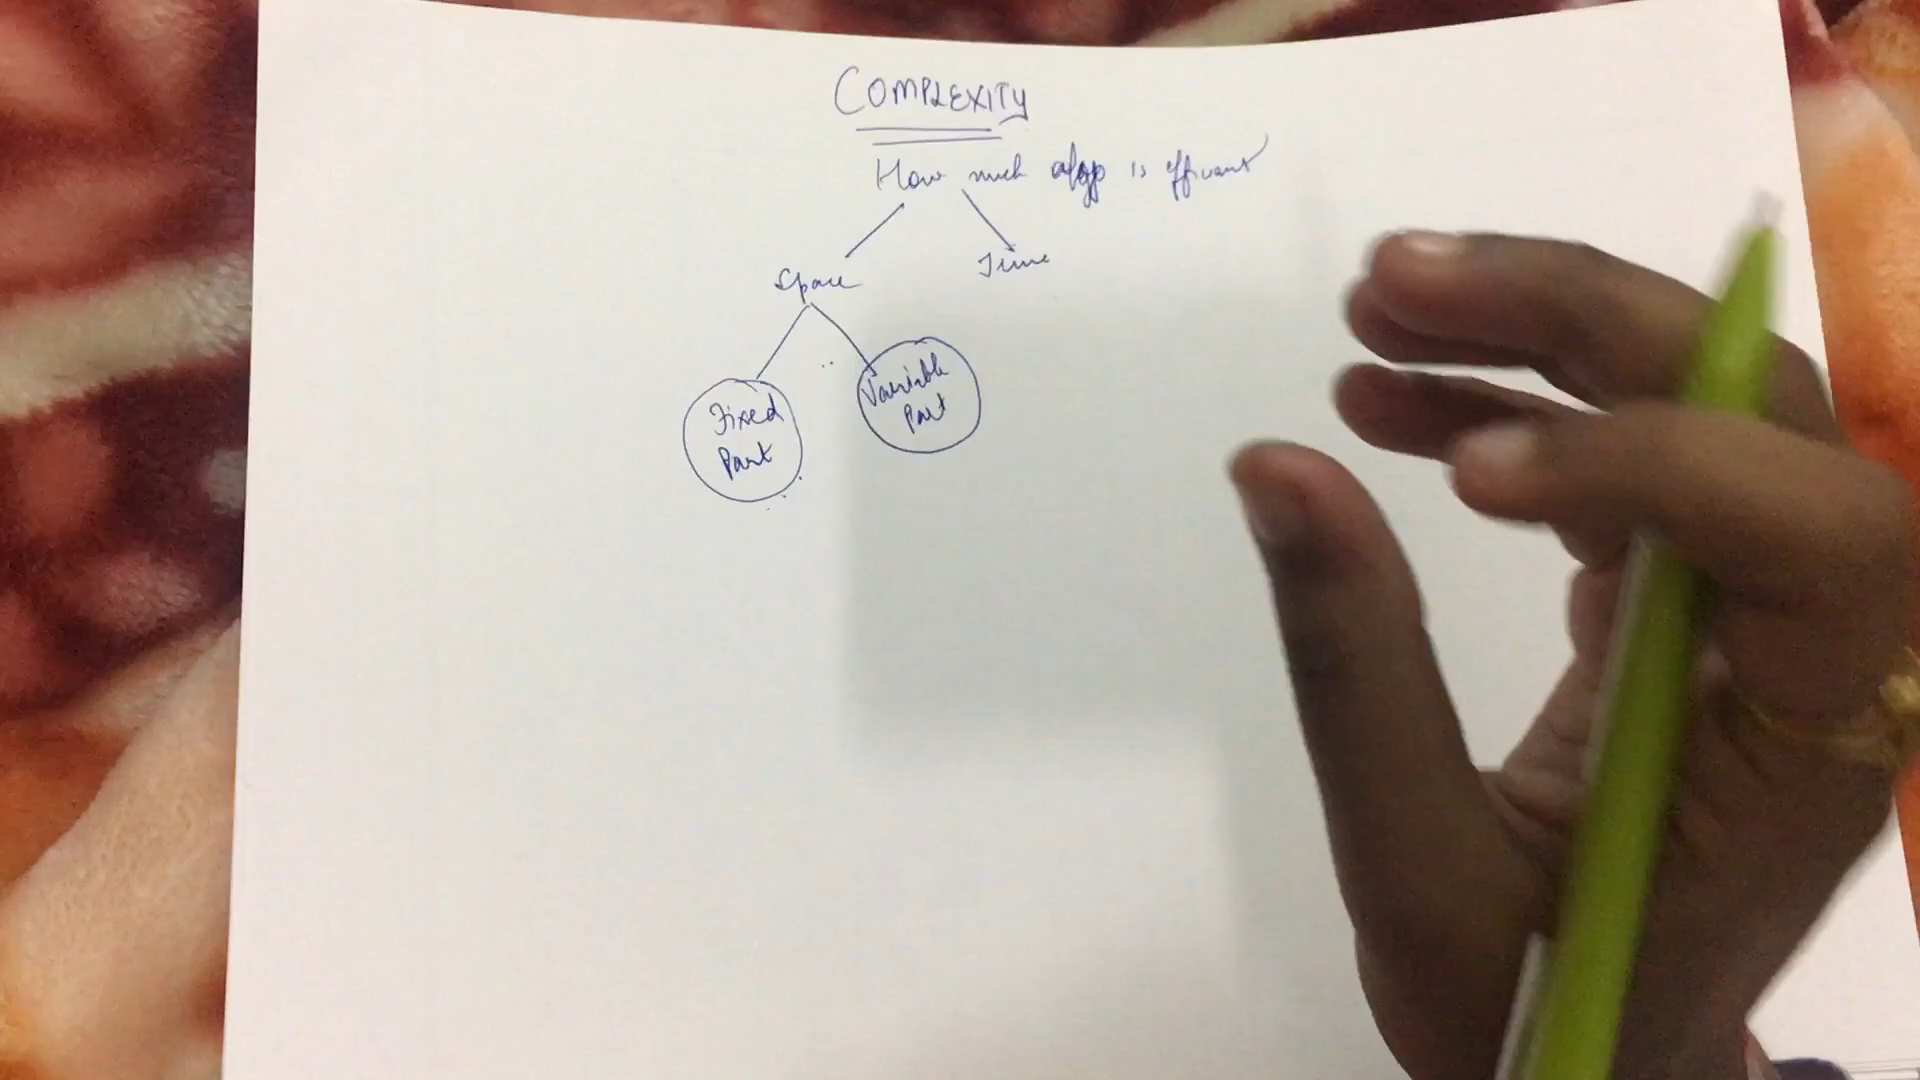 COMPLEXITY
How much algo is efficient
Space
Time
Fixed
Part
Variable
Part